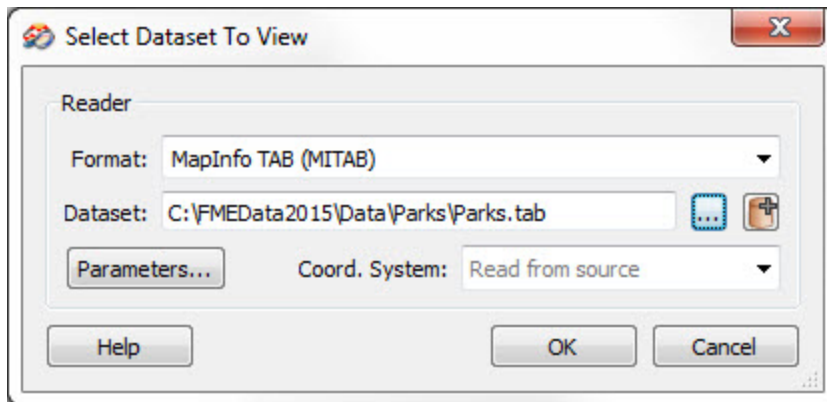 Select Dataset To View
Reader
Format: MapInfo TAB (MITAB)
Dataset: C:\FMEData2015\Data\Parks\Parks.tab ...
Parameters... Coord. System: Read from source
Help OK Cancel